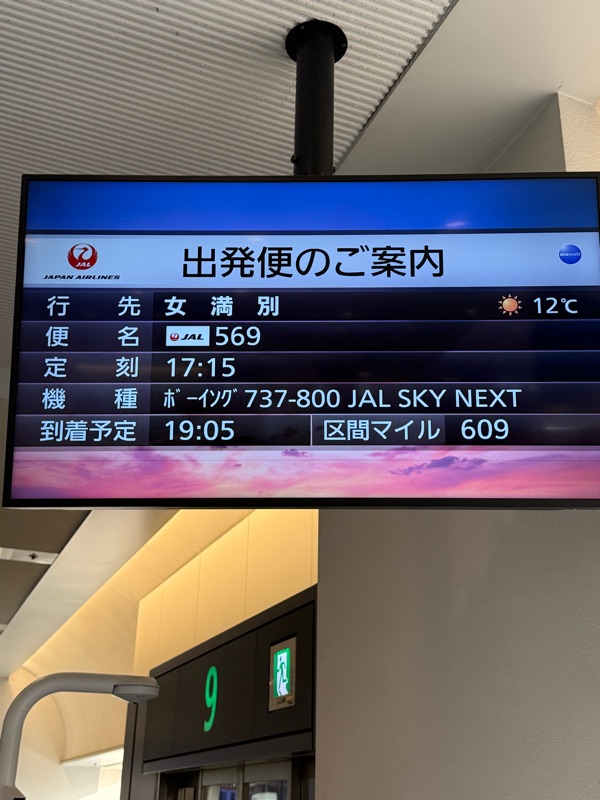 JAL
JAPAN AIRLINES
出発便のご案内
oneworld
行先 女満別 12℃
便名 JAL 569
定刻 17:15
機種 ﾎﾞｰｲﾝｸﾞ 737-800 JAL SKY NEXT
到着予定 19:05 区間マイル 609
9